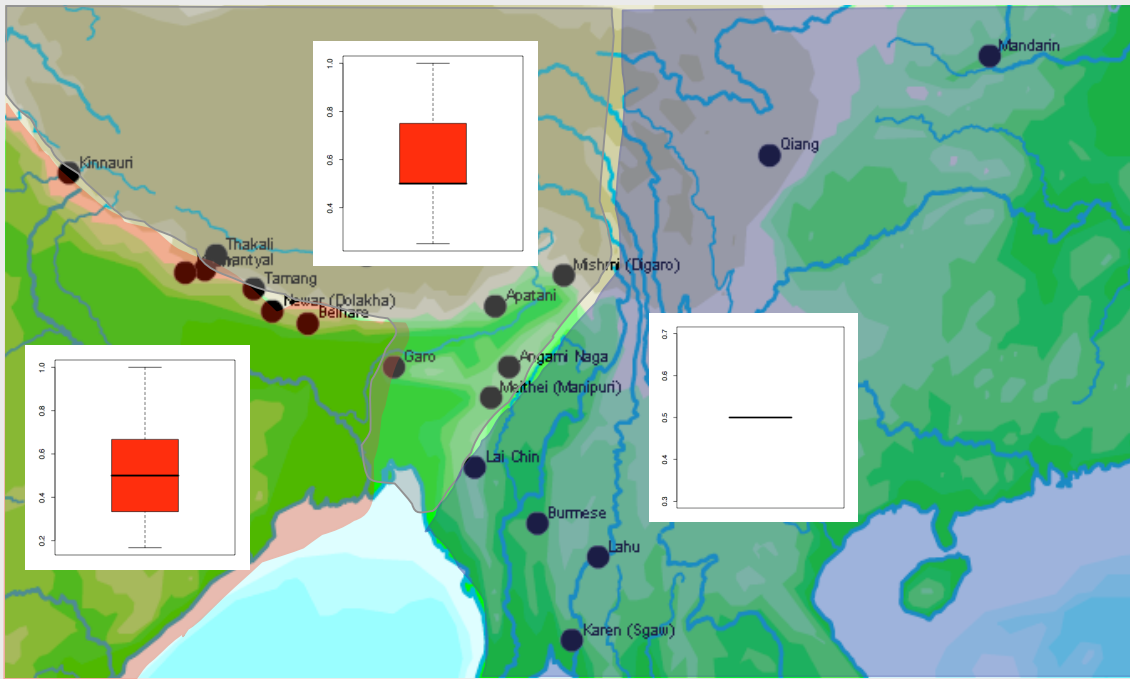 Mandarin
Qiang
Kinnauri
1.0
0.8
0.6
0.4
Thakali
Tamang
Newar (Dolakha)
Belhare
Mishmi (Digaro)
Apatani
Garo
Angami Naga
Meithei (Manipuri)
0.7
0.6
0.5
0.4
0.3
1.0
0.8
0.6
0.4
0.2
Lai Chin
Burmese
Lahu
Karen (Sgaw)